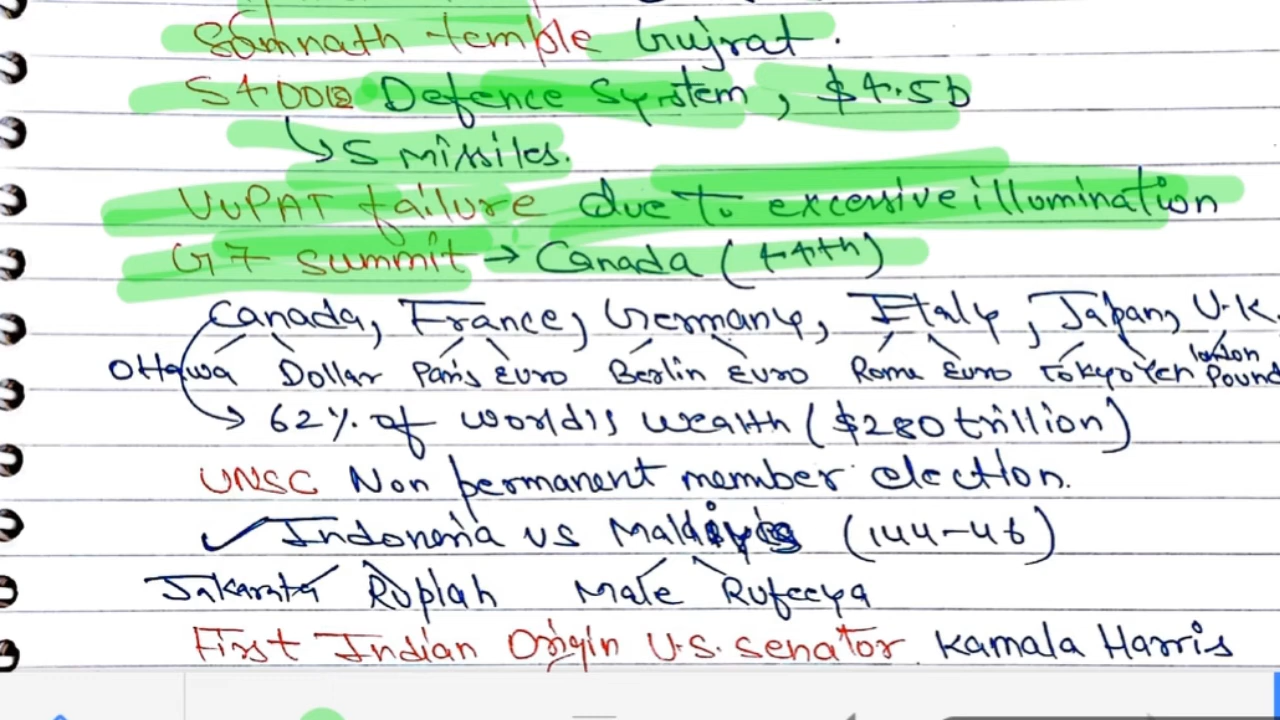 Somnath temple Gujrat.
S400 Defence System, $4.5b
↳ 5 missiles.
VVPAT failure due to excessive illumination
G7 summit → Canada (44th)
Canada, France, Germany, Italy, Japan, U.K.
Ottawa Dollar Paris Euro Berlin Euro Rome Euro Tokyo Yen london Pound
→ 62% of world's wealth ($280 trillion)
UNSC Non permanent member election.
✓ Indonesia vs Maldives (144-46)
Jakarata Rupiah Male Rufeeya
First Indian Origin U.S. senator Kamala Harris